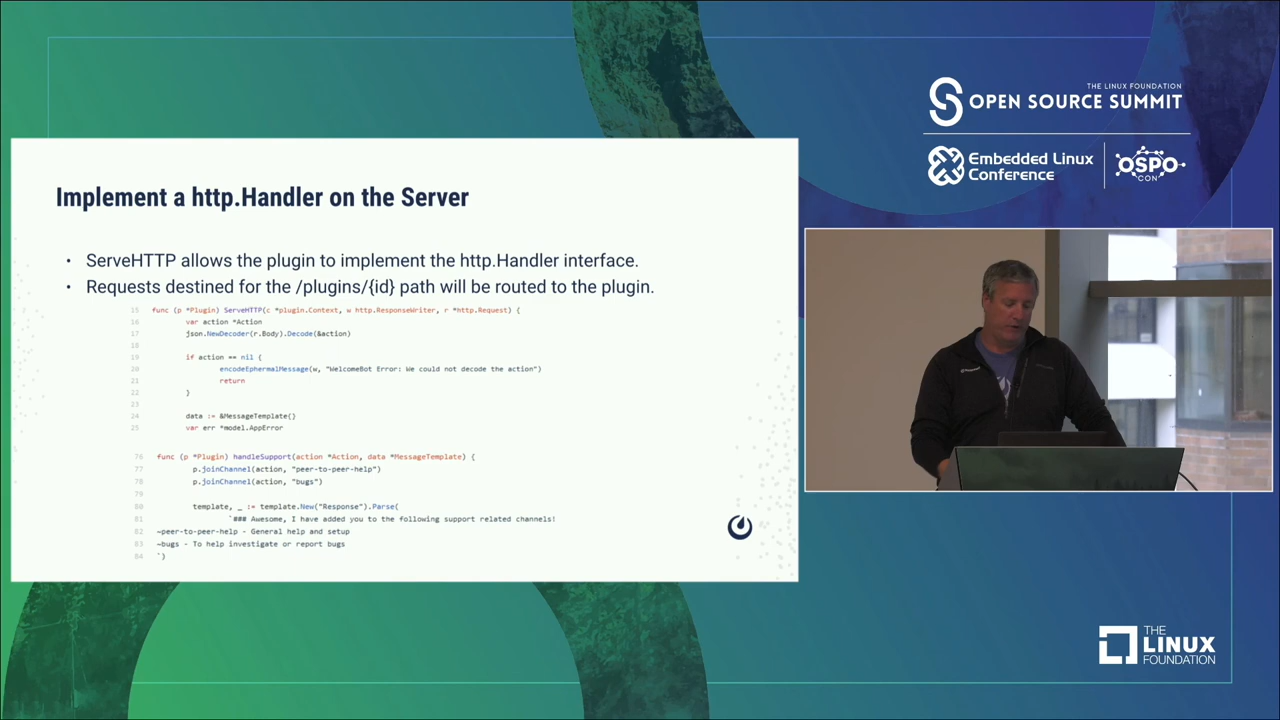 THE LINUX FOUNDATION
OPEN SOURCE SUMMIT
Embedded Linux
Conference
OSPO
CON
Implement a http.Handler on the Server
• ServeHTTP allows the plugin to implement the http.Handler interface.
• Requests destined for the /plugins/{id} path will be routed to the plugin.
15 func (p *Plugin) ServeHTTP(c *plugin.Context, w http.ResponseWriter, r *http.Request) {
16 var action *Action
17 json.NewDecoder(r.Body).Decode(&action)
18
19 if action == nil {
20 encodeEphermalMessage(w, "WelcomeBot Error: We could not decode the action")
21 return
22 }
23
24 data := &MessageTemplate{}
25 var err *model.AppError
76 func (p *Plugin) handleSupport(action *Action, data *MessageTemplate) {
77 p.joinChannel(action, "peer-to-peer-help")
78 p.joinChannel(action, "bugs")
79
80 template, _ := template.New("Response").Parse(
81 `### Awesome, I have added you to the following support related channels!
82 ~peer-to-peer-help - General help and setup
83 ~bugs - To help investigate or report bugs
84 `)
THE
LINUX
FOUNDATION